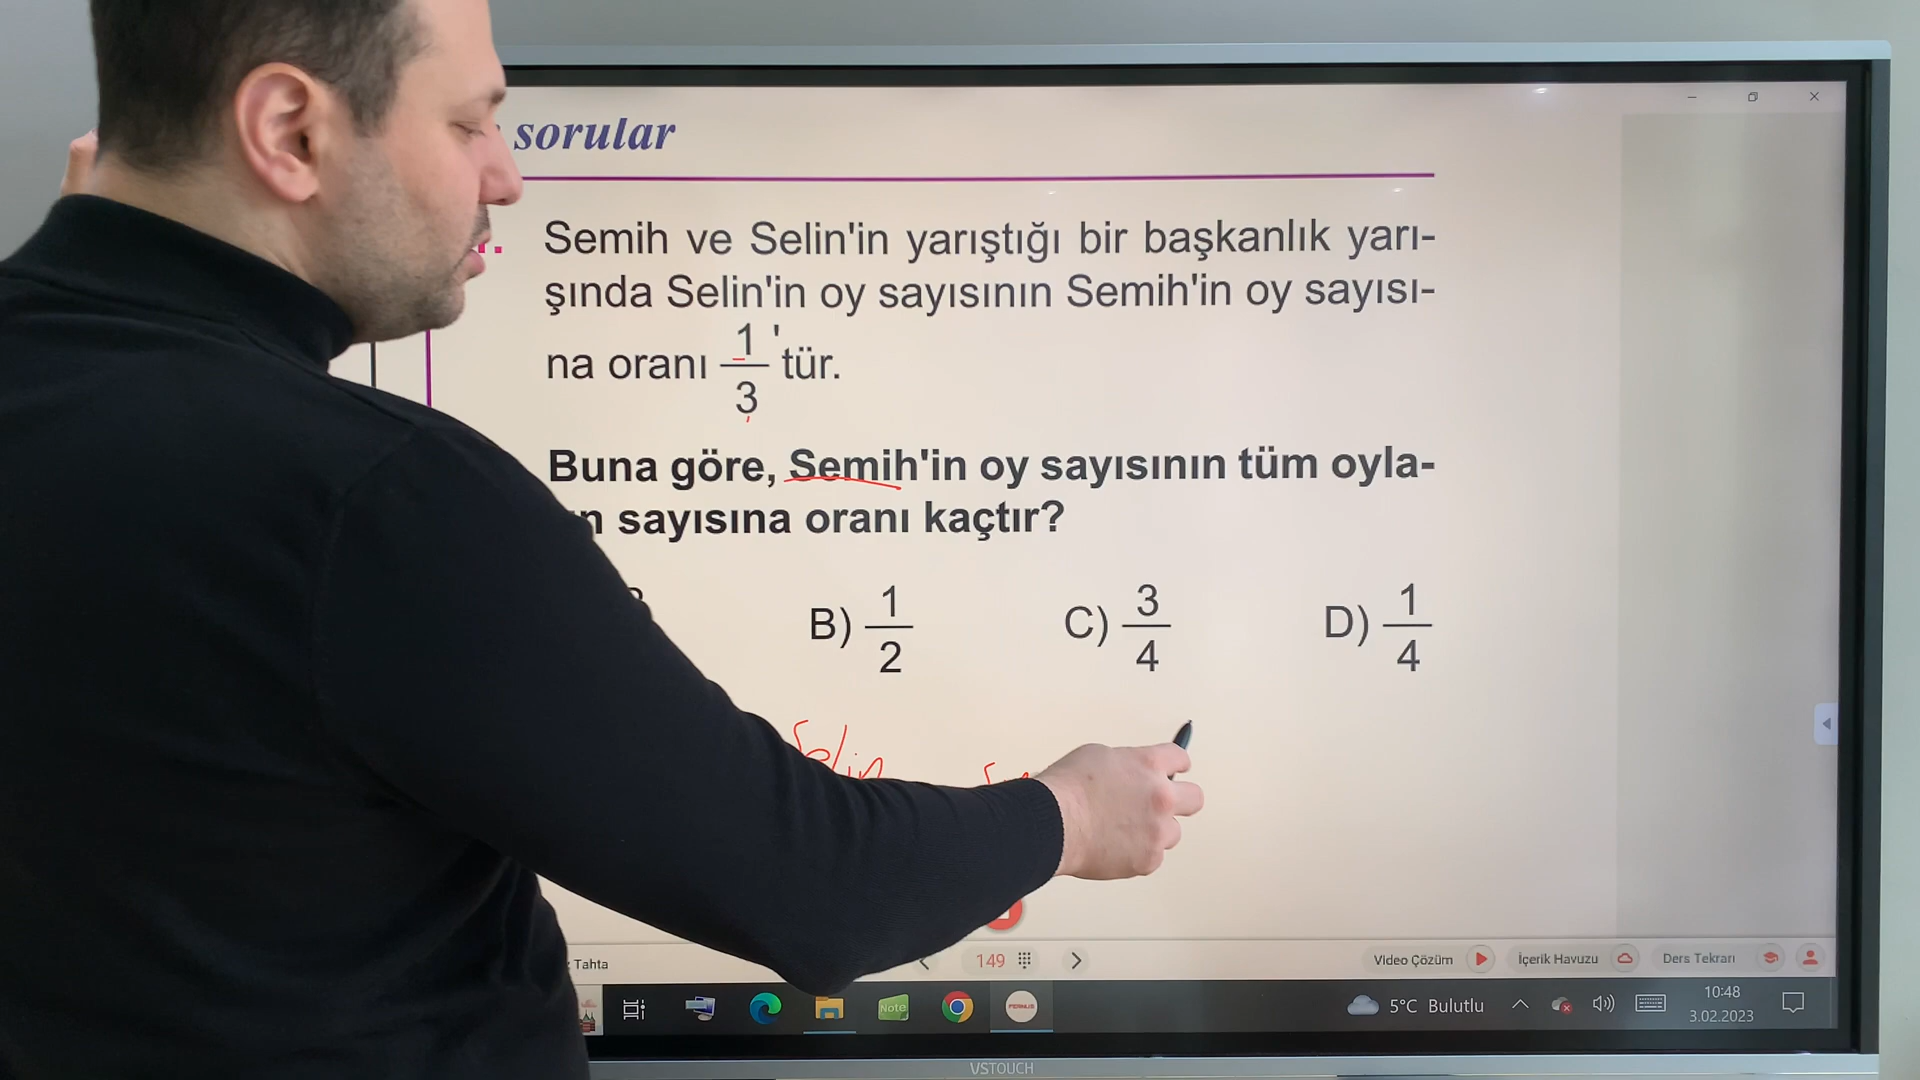 sorular
Semih ve Selin'in yarıştığı bir başkanlık yarı-
şında Selin'in oy sayısının Semih'in oy sayısı-
na oranı 1/3'tür.
Buna göre, Semih'in oy sayısının tüm oyla-
n sayısına oranı kaçtır?
B) 1/2 C) 3/4 D) 1/4
Selin
Tahta
149
Video Çözüm
İçerik Havuzu
Ders Tekrarı
Note
PERNUS
5°C Bulutlu
10:48
3.02.2023
VSTOUCH